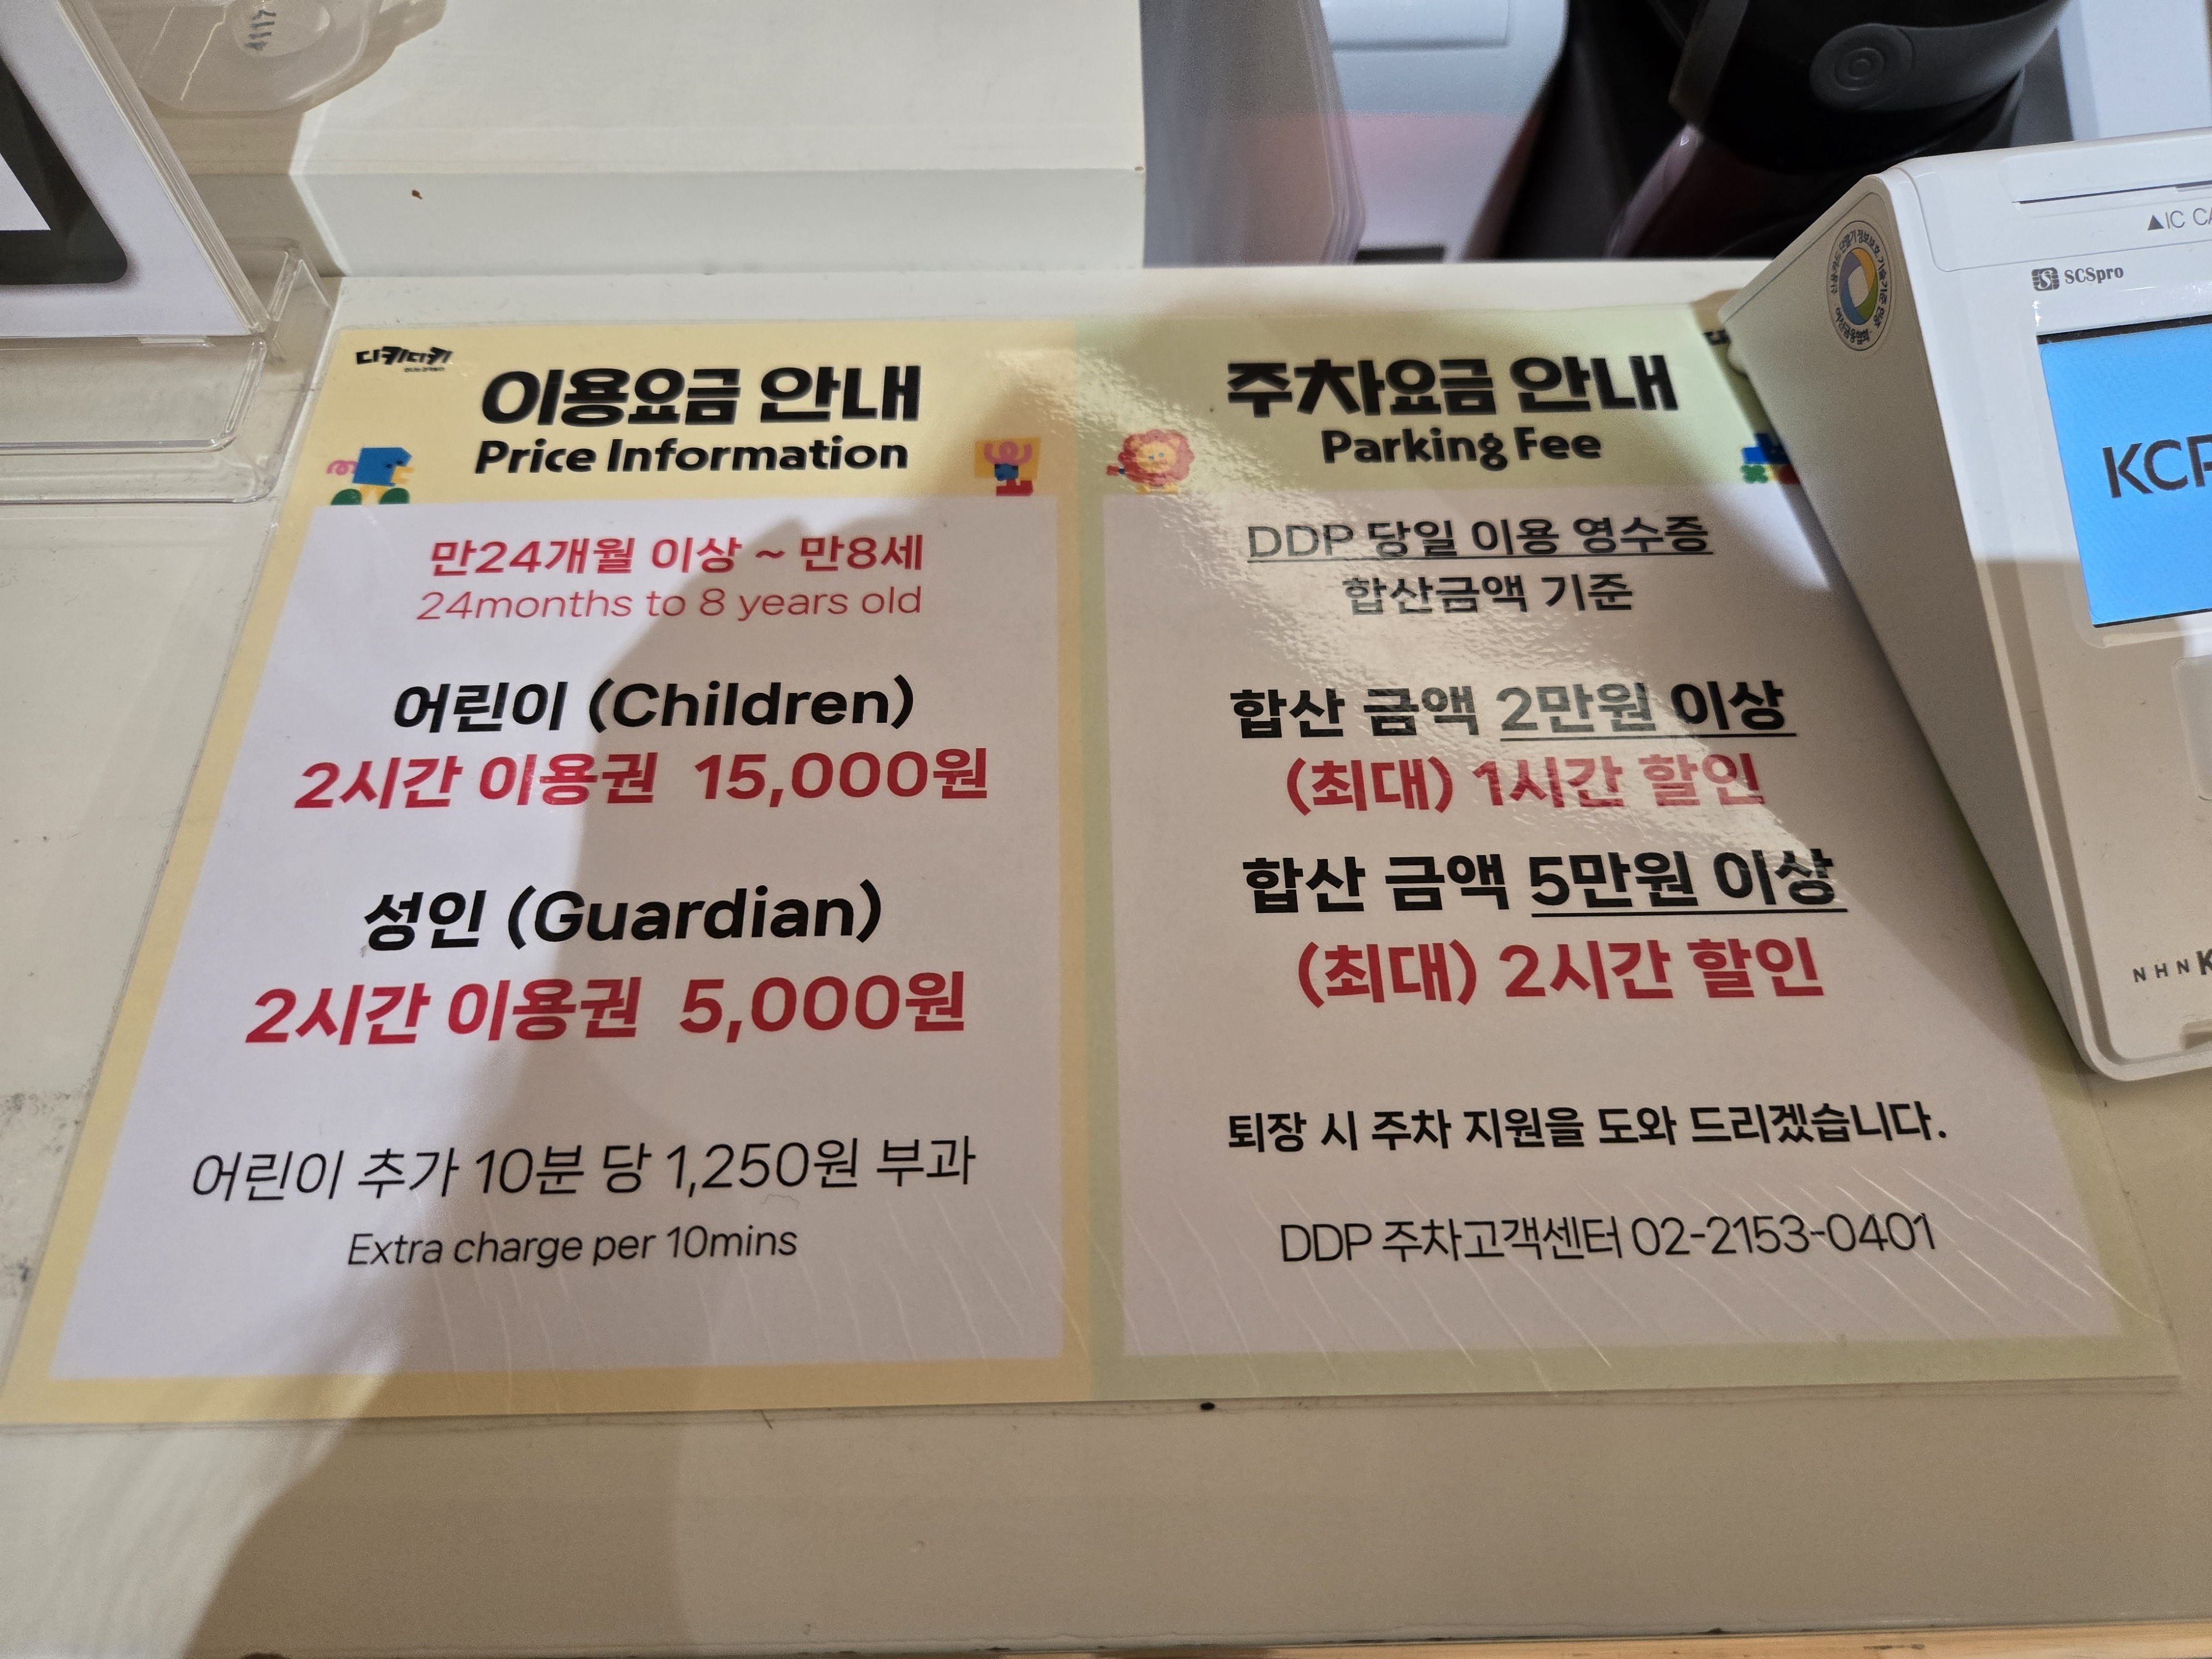 디키디키
이용요금 안내
Price Information
만24개월 이상 ~ 만8세
24months to 8 years old
어린이 (Children)
2시간 이용권 15,000원
성인 (Guardian)
2시간 이용권 5,000원
어린이 추가 10분 당 1,250원 부과
Extra charge per 10mins
주차요금 안내
Parking Fee
DDP 당일 이용 영수증
합산금액 기준
합산 금액 2만원 이상
(최대) 1시간 할인
합산 금액 5만원 이상
(최대) 2시간 할인
퇴장 시 주차 지원을 도와 드리겠습니다.
DDP 주차고객센터 02-2153-0401
▲IC
SCSpro
KCP
NHN